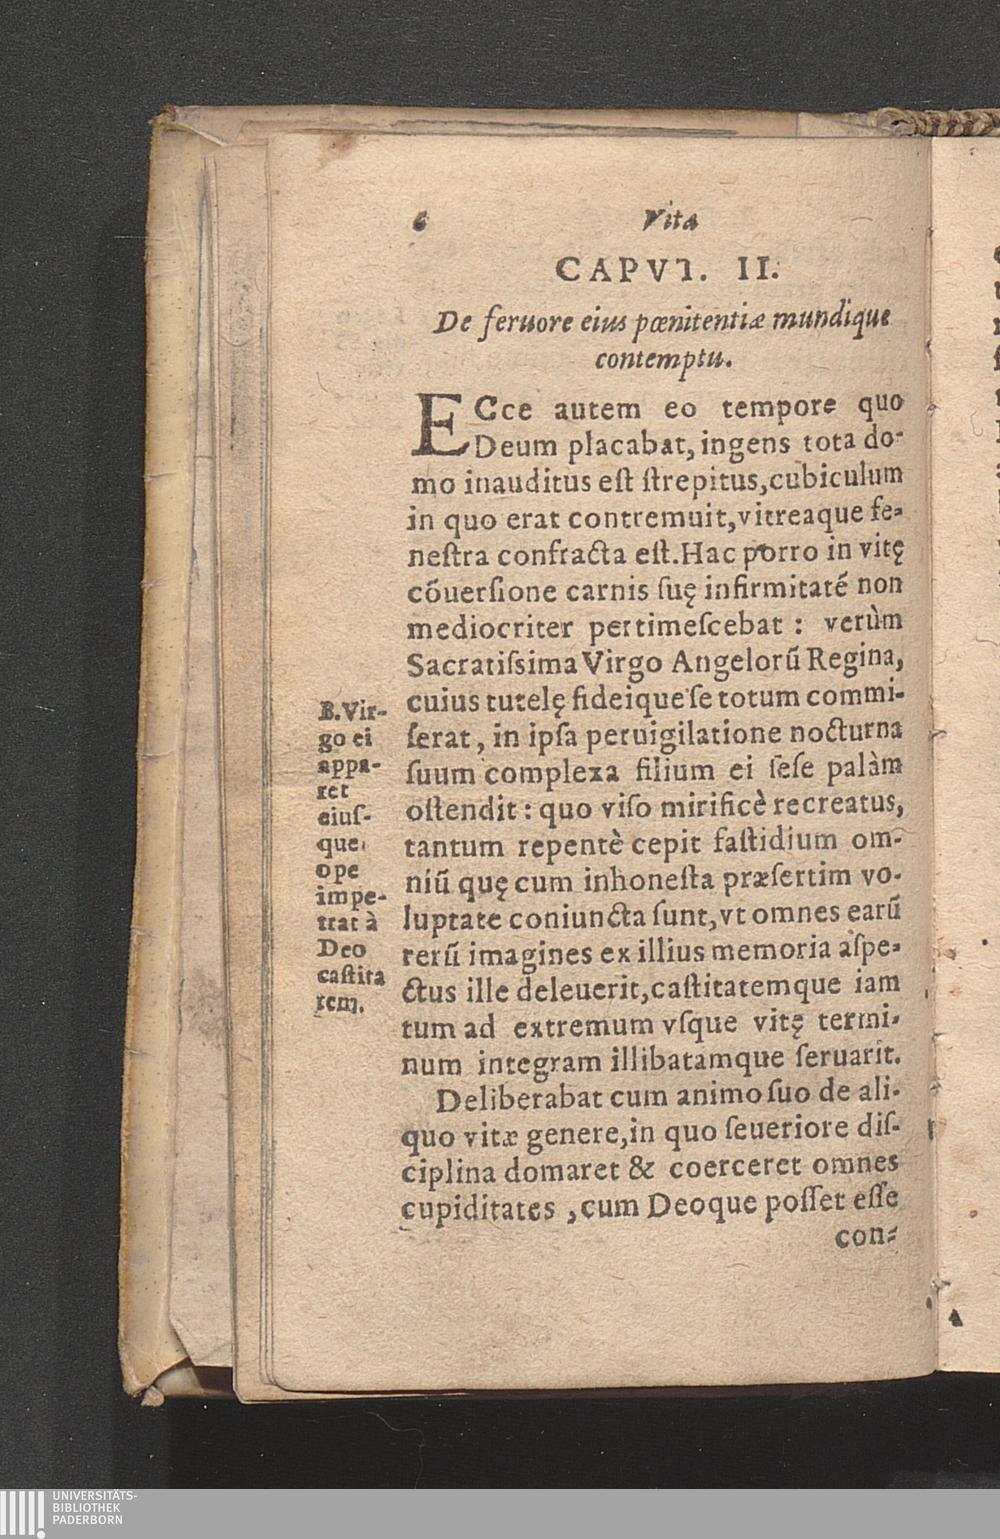 6 Vita
CAPVT. II.
De feruore eius pœnitentiæ mundique
contemptu.
ECce autem eo tempore quo
Deum placabat, ingens tota do-
mo inauditus eſt ſtrepitus, cubiculum
in quo erat contremuit, vitreaque fe-
neſtra confracta eſt. Hac porro in vitę
cōuerſione carnis ſuę infirmitatē non
mediocriter pertimeſcebat : verùm
Sacratiſsima Virgo Angelorū Regina,
cuius tutelę fideique ſe totum commi-
ſerat, in ipſa peruigilatione nocturna
ſuum complexa filium ei ſeſe palàm
oſtendit : quo viſo mirificè recreatus,
tantum repentè cepit faſtidium om-
niū quę cum inhoneſta præſertim vo-
luptate coniuncta ſunt, vt omnes earū
rerū imagines ex illius memoria aſpe-
ctus ille deleuerit, caſtitatemque iam
tum ad extremum vſque vitę termi-
num integram illibatamque ſeruarit.
Deliberabat cum animo ſuo de ali-
quo vitæ genere, in quo ſeueriore diſ-
ciplina domaret & coerceret omnes
cupiditates, cum Deoque poſſet eſſe
con-
B. Vir-
go ei
appa-
ret
eiuſ-
que
ope
impe-
trat à
Deo
caſtita
tem.
UNIVERSITÄTS-
BIBLIOTHEK
PADERBORN